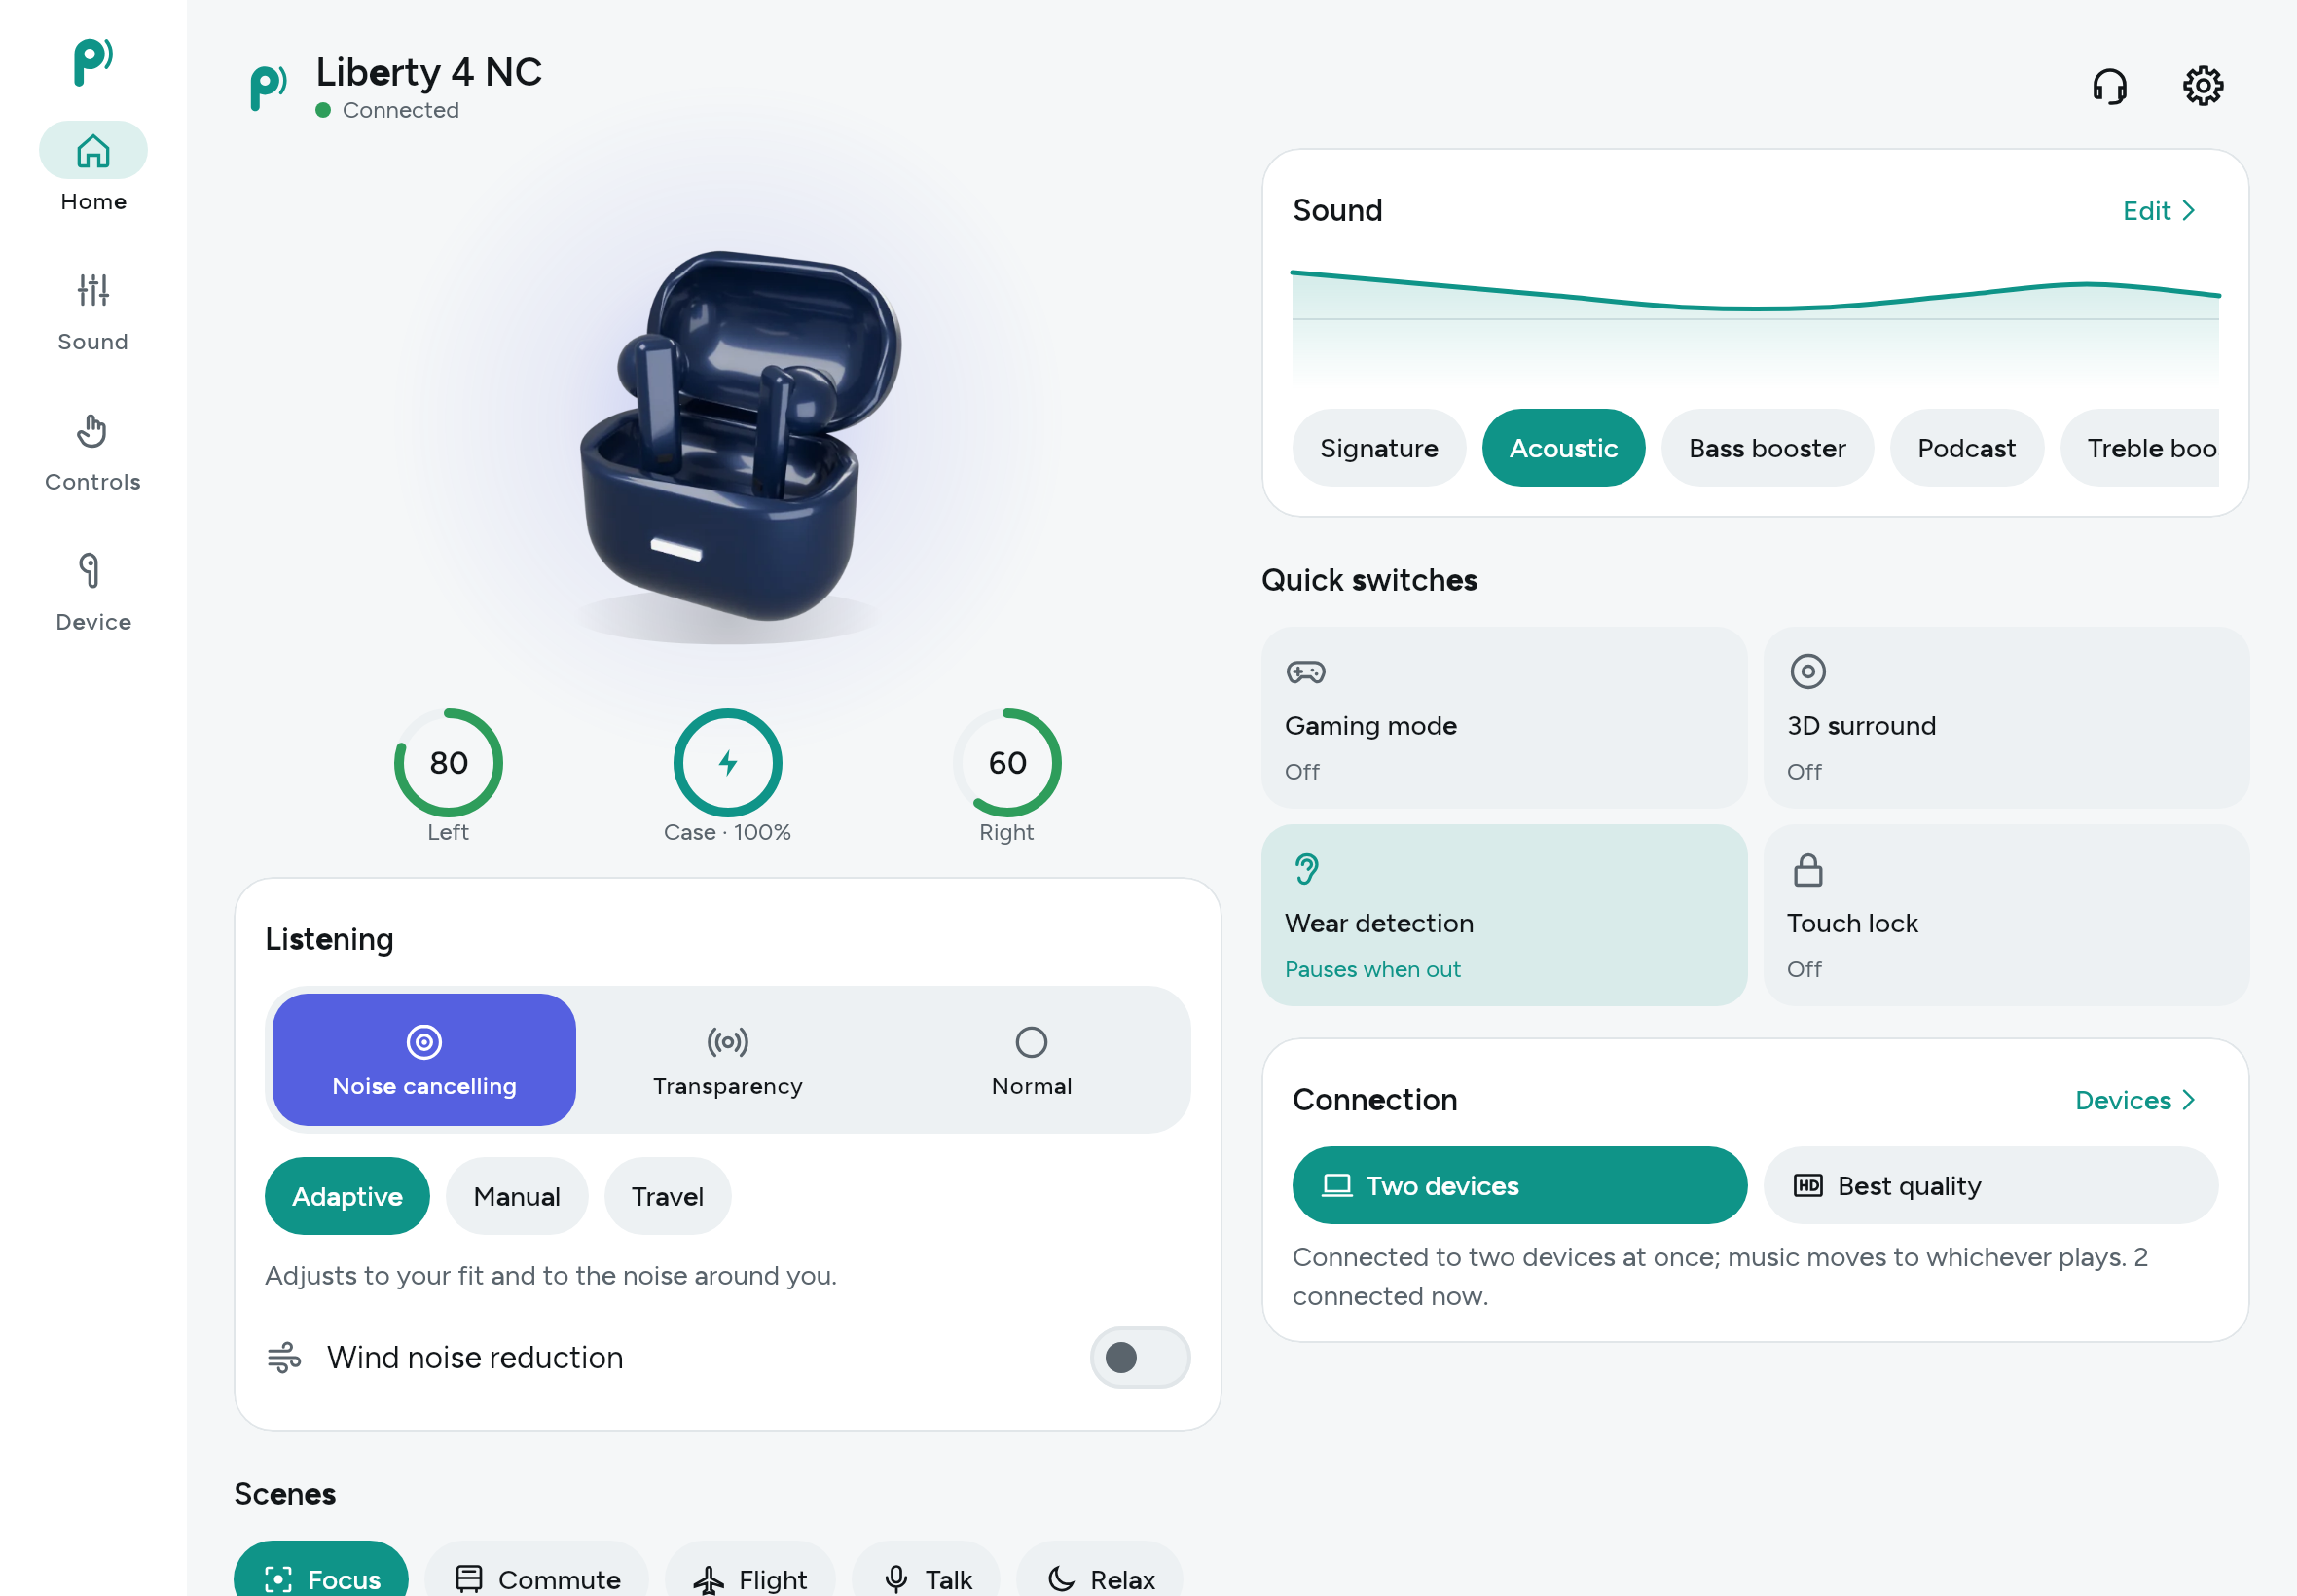 Home
Sound
Controls
Device
Liberty 4 NC
Connected
80
Left
Case · 100%
60
Right
Listening
Noise cancelling
Transparency
Normal
Adaptive
Manual
Travel
Adjusts to your fit and to the noise around you.
Wind noise reduction
Scenes
Focus
Commute
Flight
Talk
Relax
Sound
Edit
Signature
Acoustic
Bass booster
Podcast
Treble boo
Quick switches
Gaming mode
Off
3D surround
Off
Wear detection
Pauses when out
Touch lock
Off
Connection
Devices
Two devices
HD Best quality
Connected to two devices at once; music moves to whichever plays. 2
connected now.